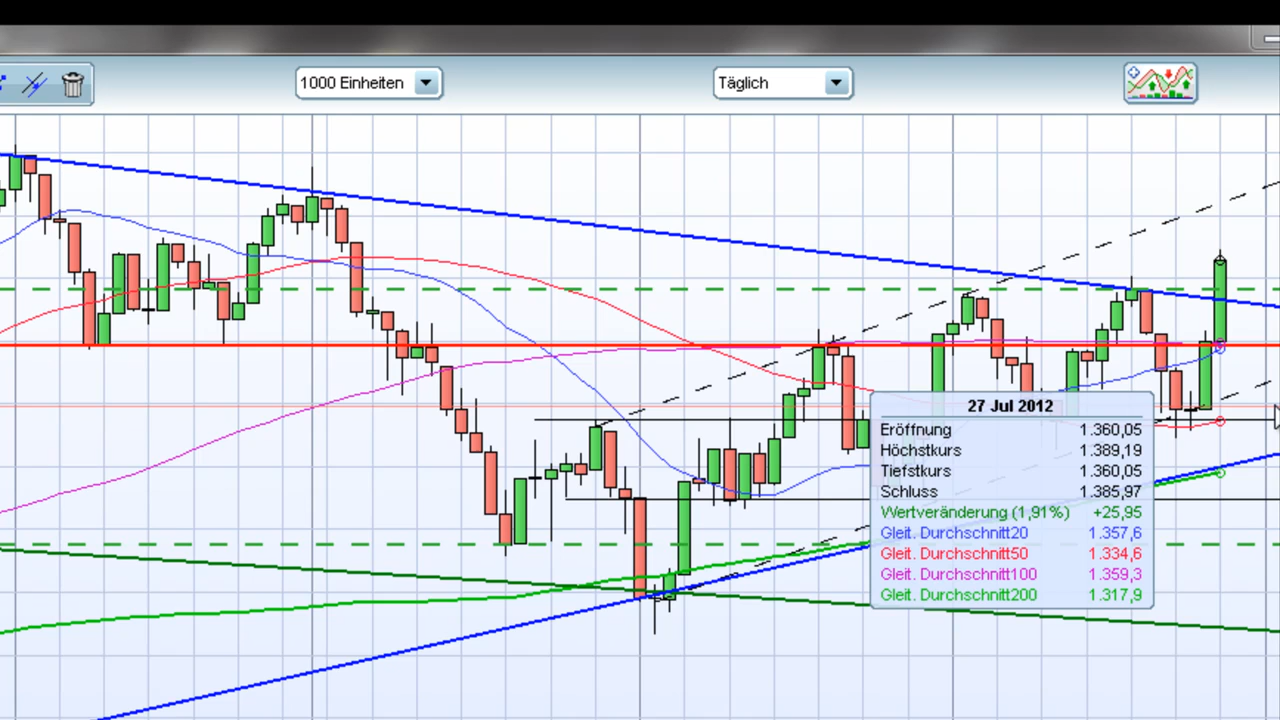 1000 Einheiten
Täglich
27 Jul 2012
Eröffnung 1.360,05
Höchstkurs 1.389,19
Tiefstkurs 1.360,05
Schluss 1.385,97
Wertveränderung (1,91%) +25,95
Gleit. Durchschnitt20 1.357,6
Gleit. Durchschnitt50 1.334,6
Gleit. Durchschnitt100 1.359,3
Gleit. Durchschnitt200 1.317,9